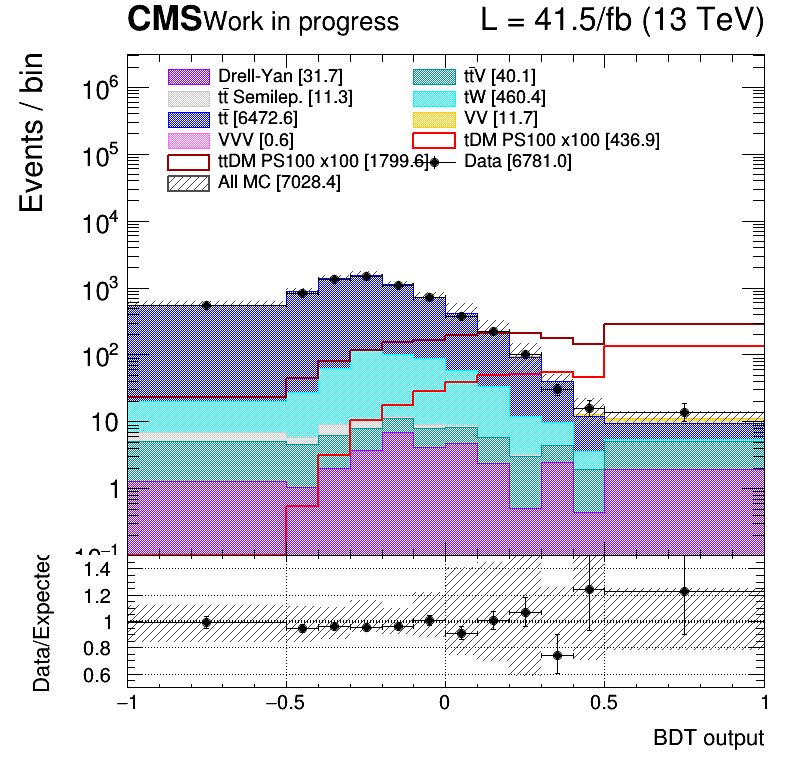 CMS Work in progress L = 41.5/fb (13 TeV)
Events / bin
Drell-Yan [31.7] tt̄V [40.1]
tt̄ Semilep. [11.3] tW [460.4]
tt̄ [6472.6] VV [11.7]
VVV [0.6] tDM PS100 x100 [436.9]
ttDM PS100 x100 [1799.6] Data [6781.0]
All MC [7028.4]
10⁶
10⁵
10⁴
10³
10²
10
1
10⁻¹
Data/Expected
1.4
1.2
1
0.8
0.6
−1 −0.5 0 0.5 1
BDT output